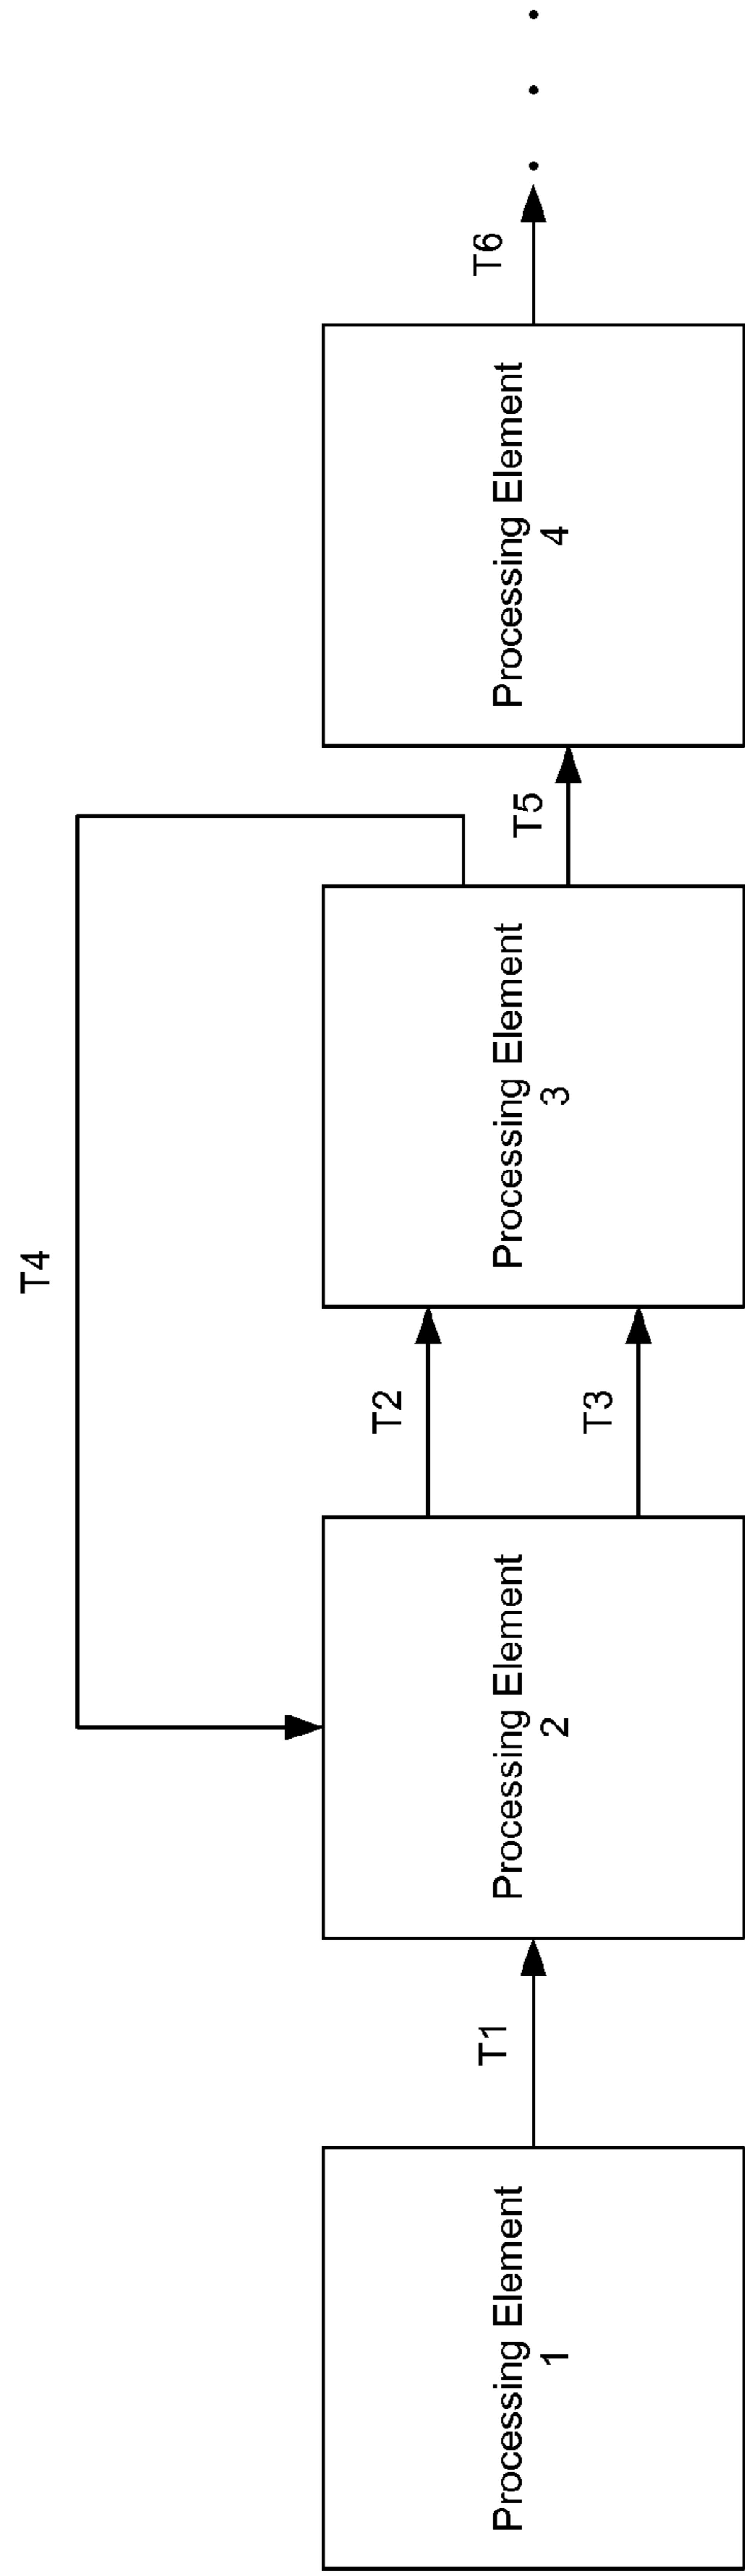 T4
Processing Element
1
T1
Processing Element
2
T2
T3
Processing Element
3
T5
Processing Element
4
T6